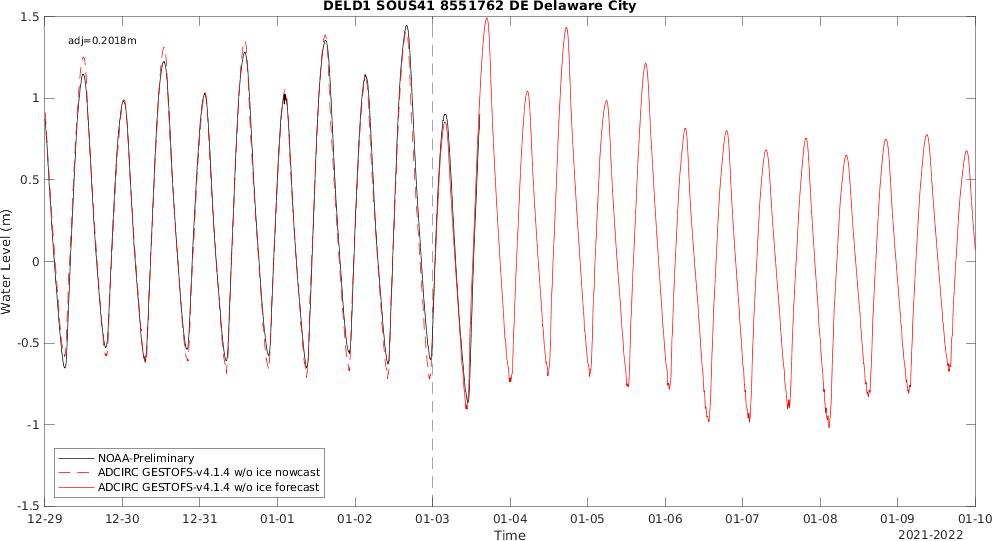 DELD1 SOUS41 8551762 DE Delaware City
adj=0.2018m
1.5
1
0.5
0
-0.5
-1
-1.5
Water Level (m)
NOAA-Preliminary
ADCIRC GESTOFS-v4.1.4 w/o ice nowcast
ADCIRC GESTOFS-v4.1.4 w/o ice forecast
12-29 12-30 12-31 01-01 01-02 01-03 01-04 01-05 01-06 01-07 01-08 01-09 01-10
Time
2021-2022